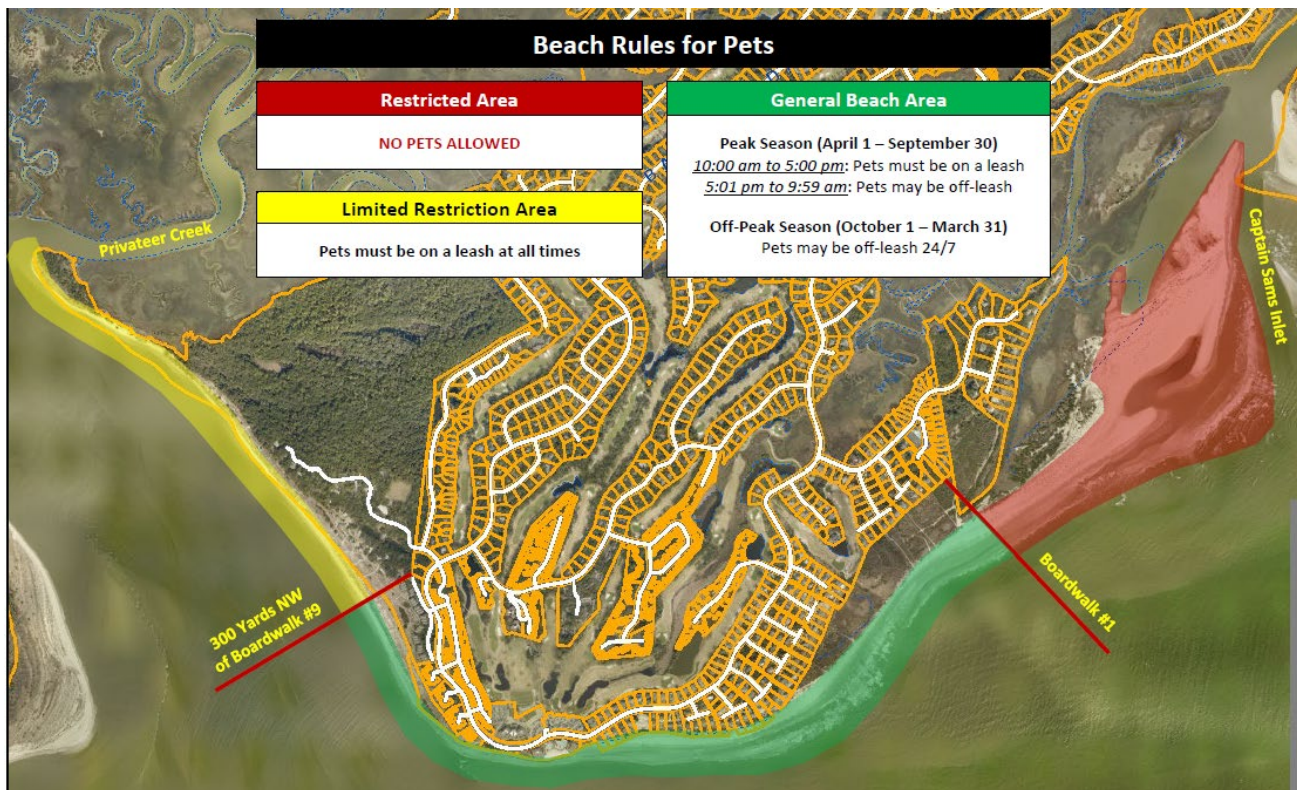 Beach Rules for Pets
Restricted Area
NO PETS ALLOWED
Limited Restriction Area
Pets must be on a leash at all times
General Beach Area
Peak Season (April 1 – September 30)
10:00 am to 5:00 pm: Pets must be on a leash
5:01 pm to 9:59 am: Pets may be off-leash
Off-Peak Season (October 1 – March 31)
Pets may be off-leash 24/7
Privateer Creek
Captain Sams Inlet
300 Yards NW
of Boardwalk #9
Boardwalk #1